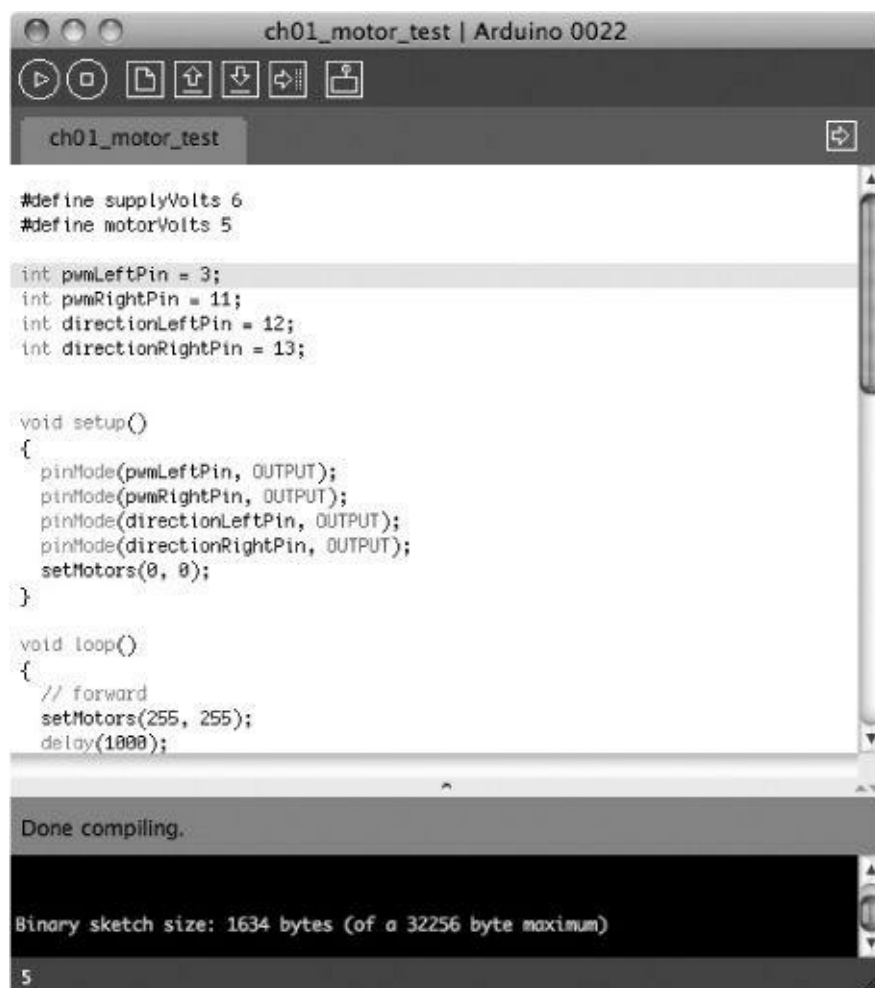 ch01_motor_test | Arduino 0022
ch01_motor_test
#define supplyVolts 6
#define motorVolts 5
int pwmLeftPin = 3;
int pwmRightPin = 11;
int directionLeftPin = 12;
int directionRightPin = 13;
void setup()
{
  pinMode(pwmLeftPin, OUTPUT);
  pinMode(pwmRightPin, OUTPUT);
  pinMode(directionLeftPin, OUTPUT);
  pinMode(directionRightPin, OUTPUT);
  setMotors(0, 0);
}
void loop()
{
  // forward
  setMotors(255, 255);
  delay(1000);
Done compiling.
Binary sketch size: 1634 bytes (of a 32256 byte maximum)
5